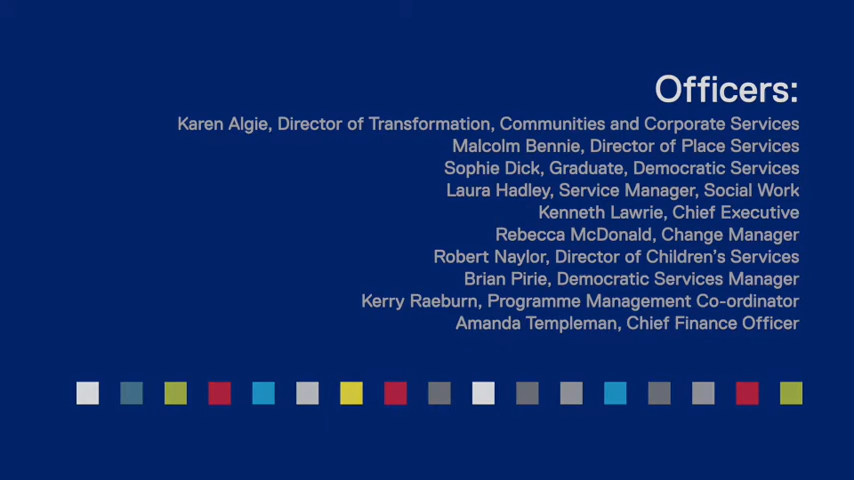 Officers:
Karen Algie, Director of Transformation, Communities and Corporate Services
Malcolm Bennie, Director of Place Services
Sophie Dick, Graduate, Democratic Services
Laura Hadley, Service Manager, Social Work
Kenneth Lawrie, Chief Executive
Rebecca McDonald, Change Manager
Robert Naylor, Director of Children's Services
Brian Pirie, Democratic Services Manager
Kerry Raeburn, Programme Management Co-ordinator
Amanda Templeman, Chief Finance Officer